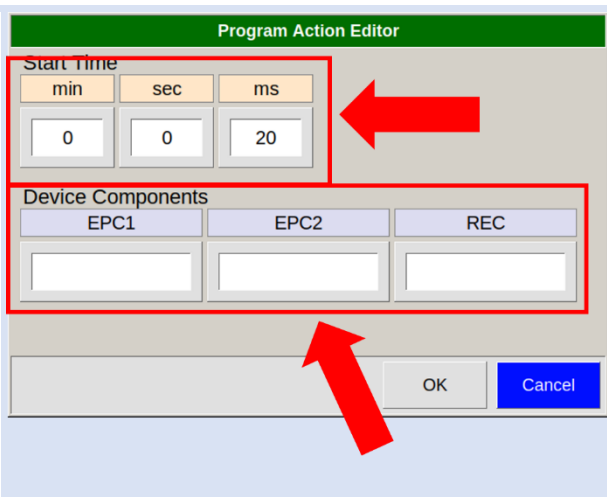 Program Action Editor
Start Time
min sec ms
0 0 20
Device Components
EPC1 EPC2 REC
OK Cancel